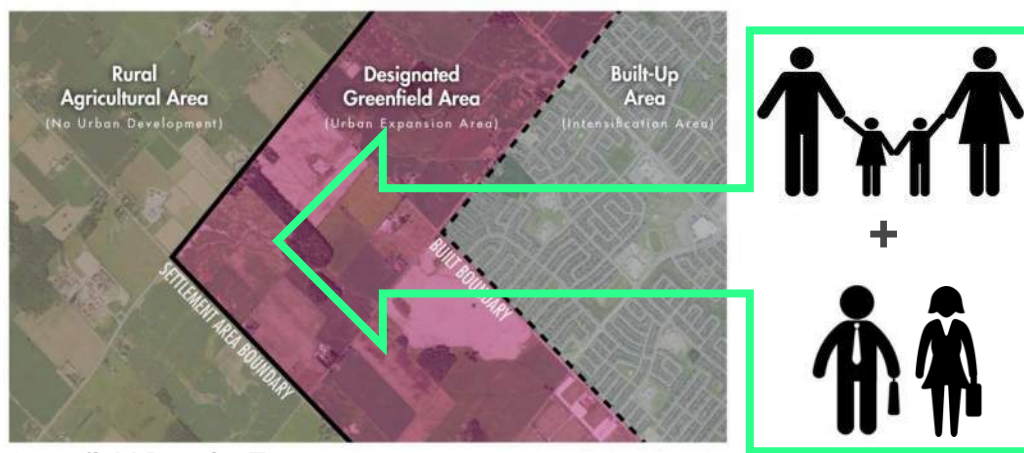 Rural
Agricultural Area
(No Urban Development)
Designated
Greenfield Area
(Urban Expansion Area)
Built-Up
Area
(Intensification Area)
BUILT BOUNDARY
SETTLEMENT AREA BOUNDARY
+